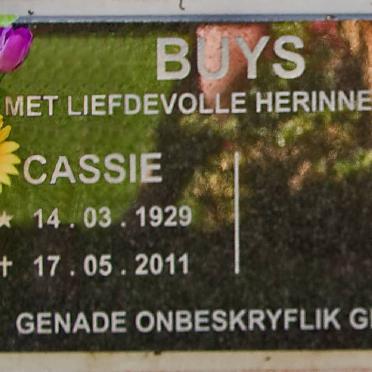 BUYS
MET LIEFDEVOLLE HERINNE
CASSIE
★ 14 . 03 . 1929
✝ 17 . 05 . 2011
GENADE ONBESKRYFLIK G